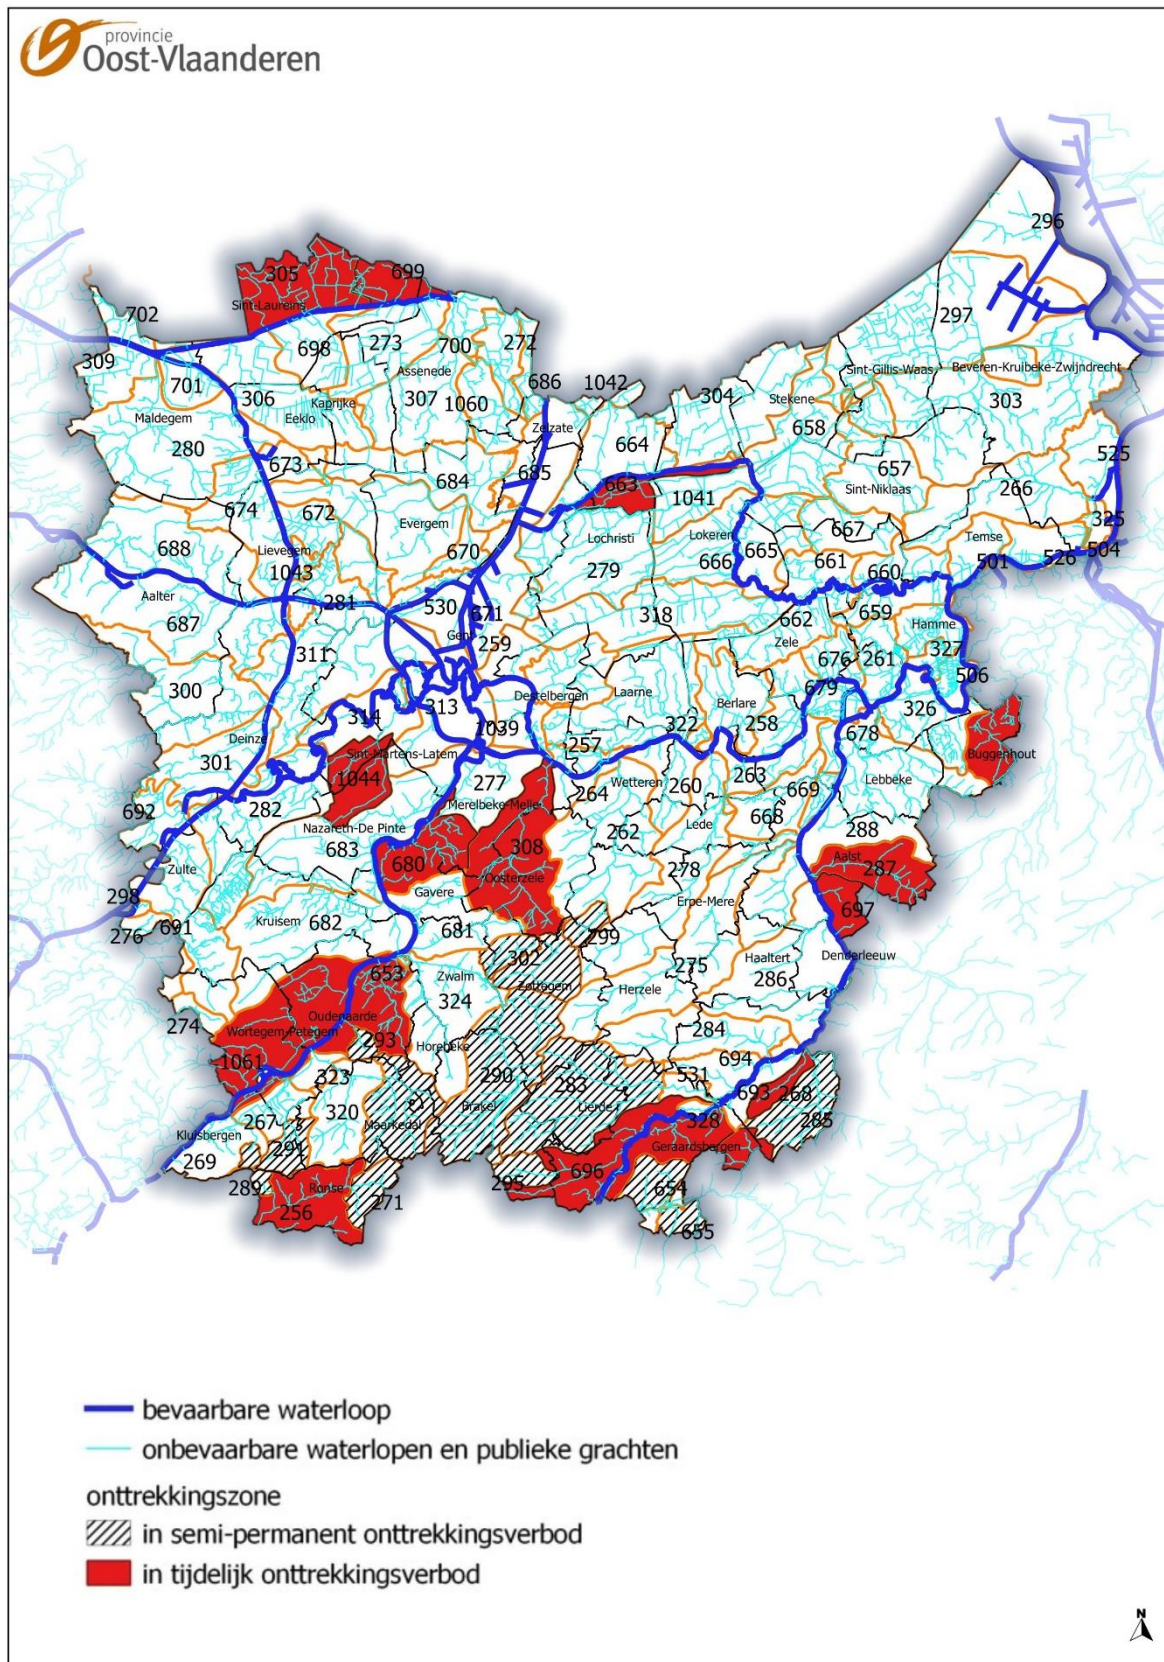 provincie
Oost-Vlaanderen
296
305
699
Sint-Laureins
702
297
309
698
273
700
272
686
1042
304
701
306
Assenede
Sint-Gillis-Waas
Beveren-Kruibeke-Zwijndrecht
Kaprijke
307
1060
Stekene
303
Maldegem
Eeklo
Zelzate
658
280
664
525
673
685
657
684
663
1041
Sint-Niklaas
266
674
672
Evergem
325
688
Lochristi
Lokeren
667
Temse
504
Lievegem
670
666
665
661
501
526
1043
279
660
Aalter
281
530
671
318
662
659
687
Gent
259
Zele
Hamme
311
676
261
327
300
Destelbergen
Laarne
679
506
314
313
Berlare
326
Deinze
1039
322
258
678
Sint-Martens-Latem
257
Buggenhout
301
1044
277
Wetteren
260
263
Lebbeke
692
282
Merelbeke-Melle
264
669
Nazareth-De Pinte
262
Lede
668
288
683
308
Zulte
680
278
Aalst
287
Oosterzele
298
Gavere
Erpe-Mere
697
276
691
Kruisem
682
681
299
302
275
Haaltert
Denderleeuw
653
Zwalm
Zottegem
Herzele
286
324
274
Oudenaarde
Wortegem-Petegem
284
293
Horebeke
1061
694
323
290
283
531
267
320
Maarkedal
Brakel
Lierde
693
268
328
285
Kluisbergen
291
Geraardsbergen
269
696
289
Ronse
295
654
256
271
655
bevaarbare waterloop
onbevaarbare waterlopen en publieke grachten
onttrekkingszone
in semi-permanent onttrekkingsverbod
in tijdelijk onttrekkingsverbod
N